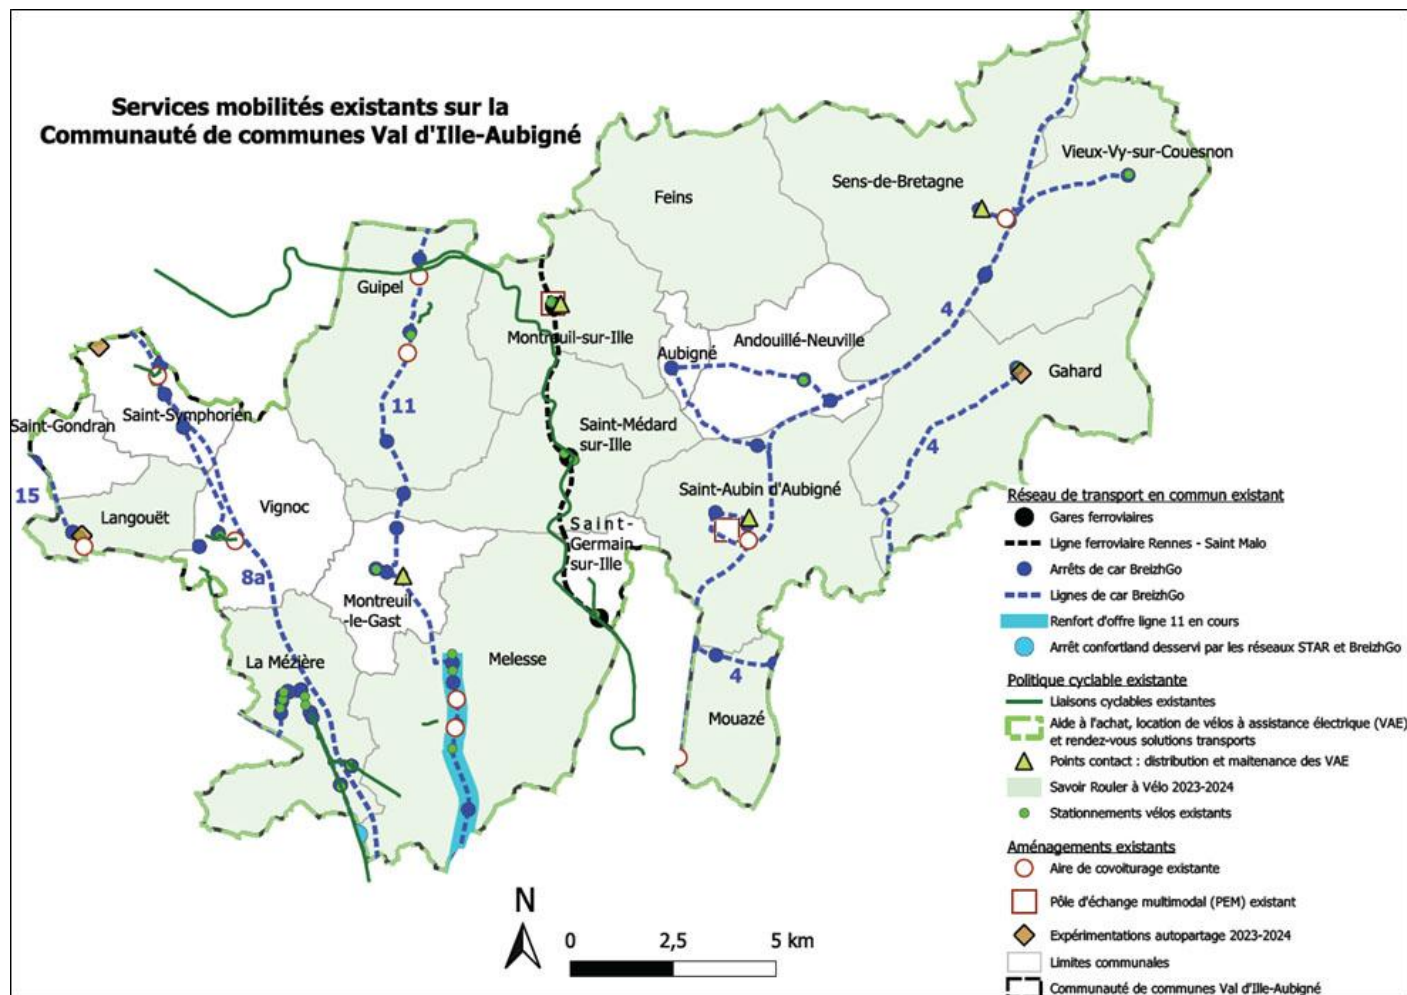 Services mobilités existants sur la
Communauté de communes Val d'Ille-Aubigné
Vieux-Vy-sur-Couesnon
Sens-de-Bretagne
Feins
Guipel
4
Montreuil-sur-Ille
Andouillé-Neuville
Aubigné
Gahard
11
Saint-Symphorien
Saint-Gondran
Saint-Médard
sur-Ille
4
15
Langouët
Vignoc
Saint-Aubin d'Aubigné
Saint-
Germain
sur-Ille
8a
Montreuil
-le-Gast
La Mézière
Melesse
4
Mouazé
Réseau de transport en commun existant
Gares ferroviaires
Ligne ferroviaire Rennes - Saint Malo
Arrêts de car BreizhGo
Lignes de car BreizhGo
Renfort d'offre ligne 11 en cours
Arrêt confortland desservi par les réseaux STAR et BreizhGo
Politique cyclable existante
Liaisons cyclables existantes
Aide à l'achat, location de vélos à assistance électrique (VAE)
et rendez-vous solutions transports
Points contact : distribution et maitenance des VAE
Savoir Rouler à Vélo 2023-2024
Stationnements vélos existants
Aménagements existants
Aire de covoiturage existante
Pôle d'échange multimodal (PEM) existant
Expérimentations autopartage 2023-2024
Limites communales
Communauté de communes Val d'Ille-Aubigné
N
0 2,5 5 km